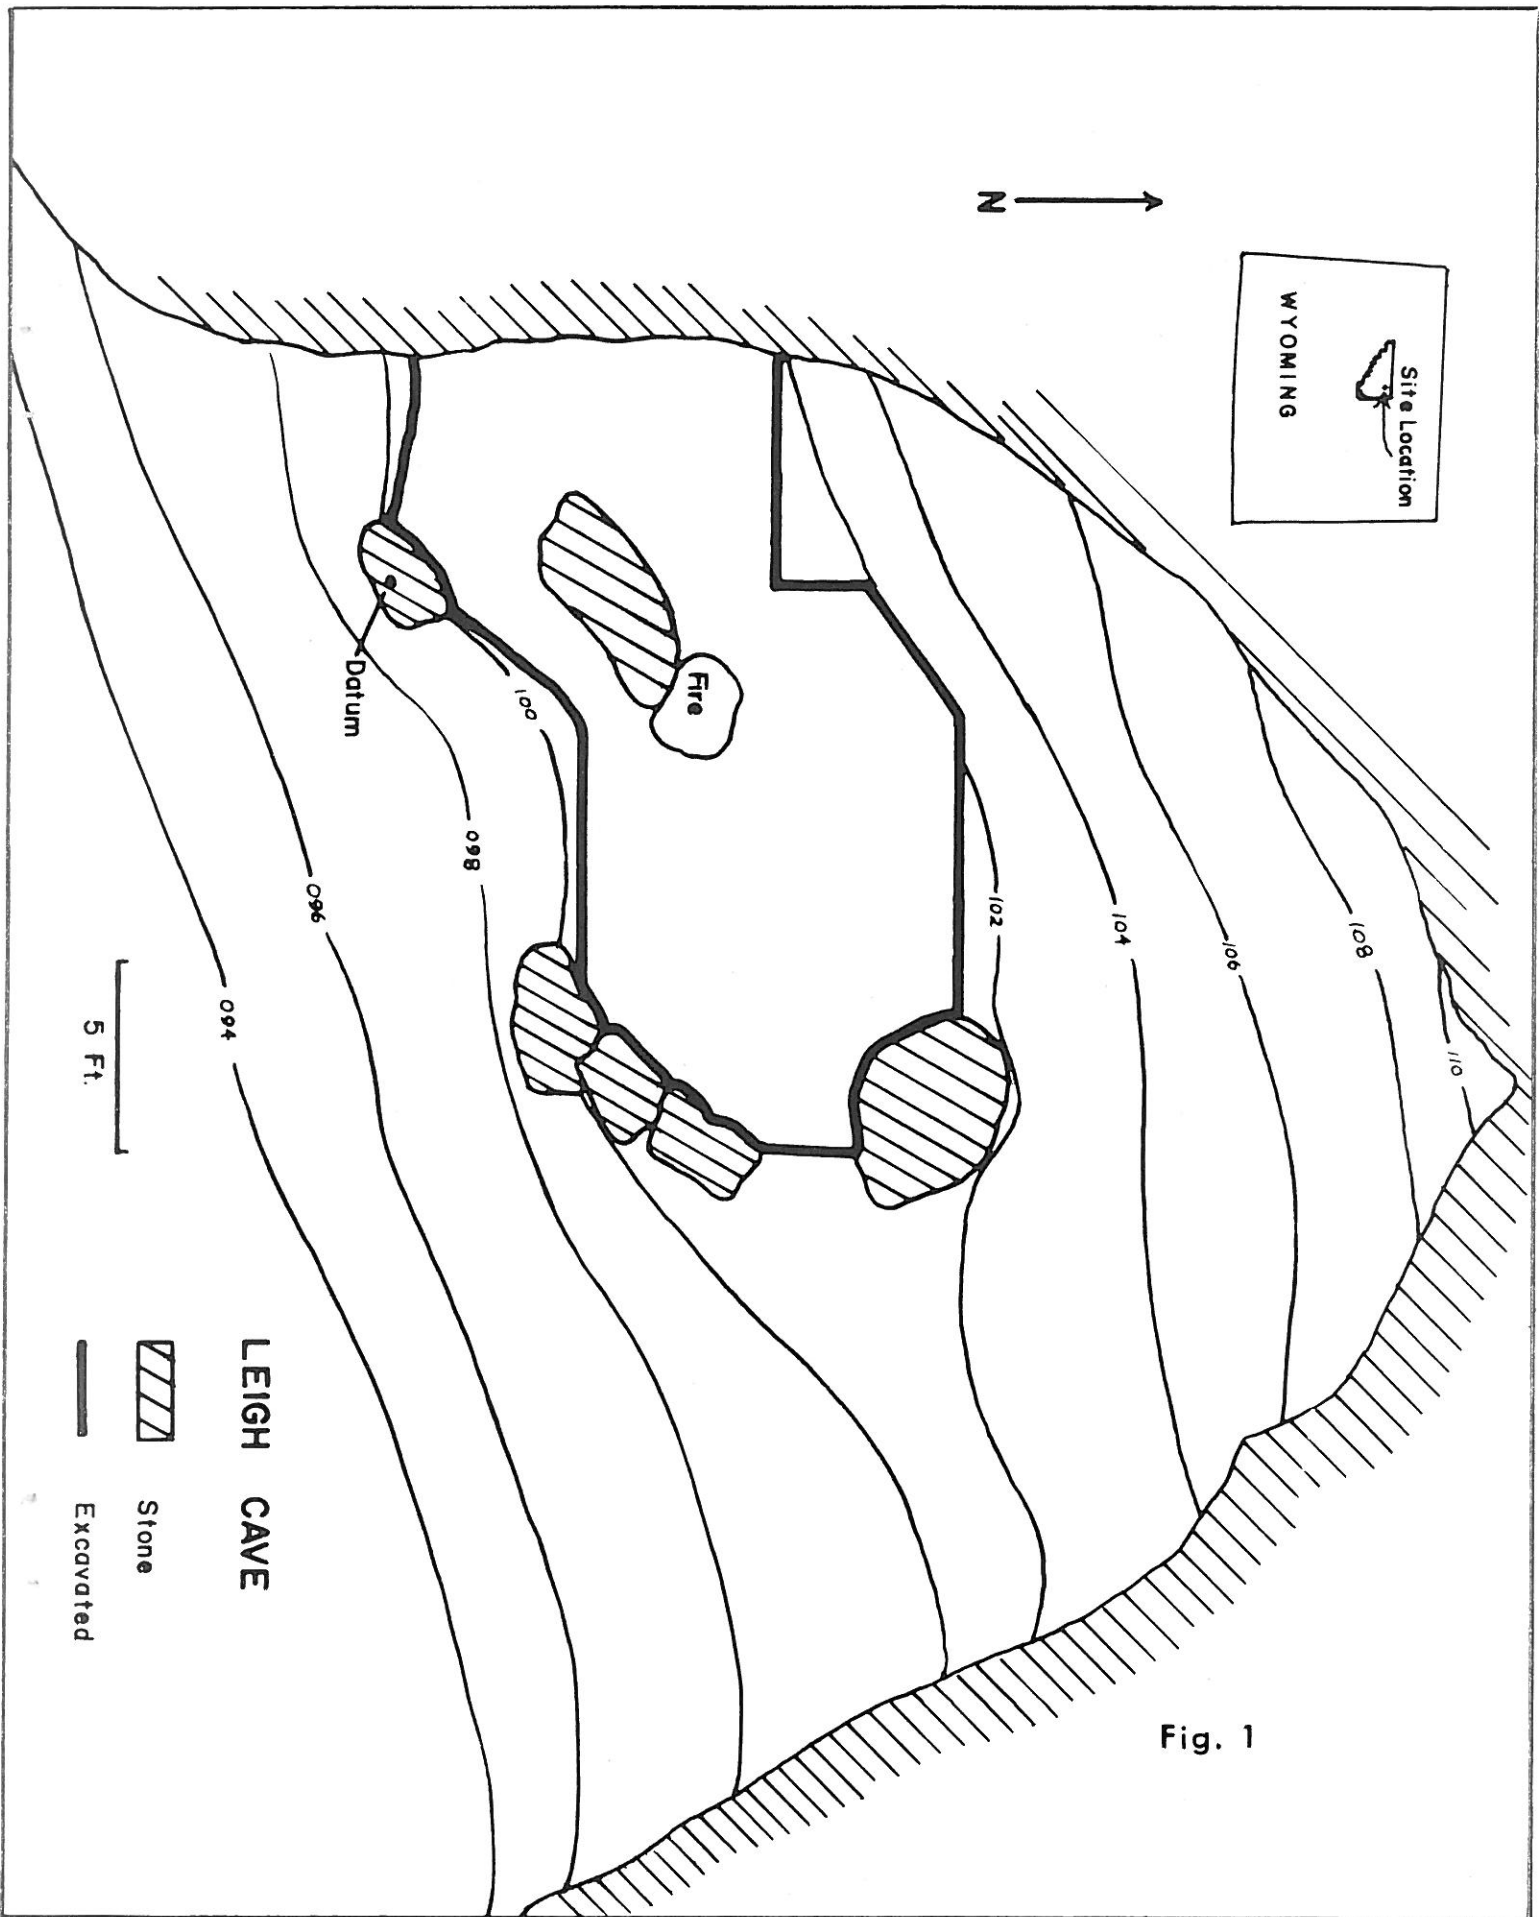 Site Location
WYOMING
N
110
108
106
104
102
Fire
100
098
Datum
096
094
5 Ft.
LEIGH CAVE
Stone
Excavated
Fig. 1